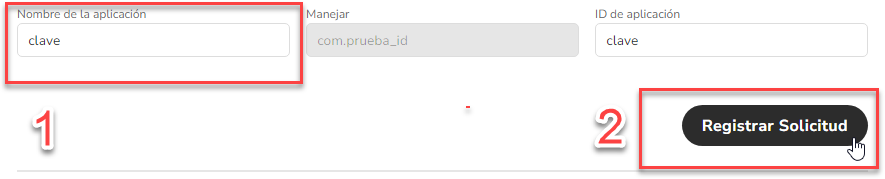 Nombre de la aplicación Manejar ID de aplicación
clave com.prueba_id clave
1 2 Registrar Solicitud